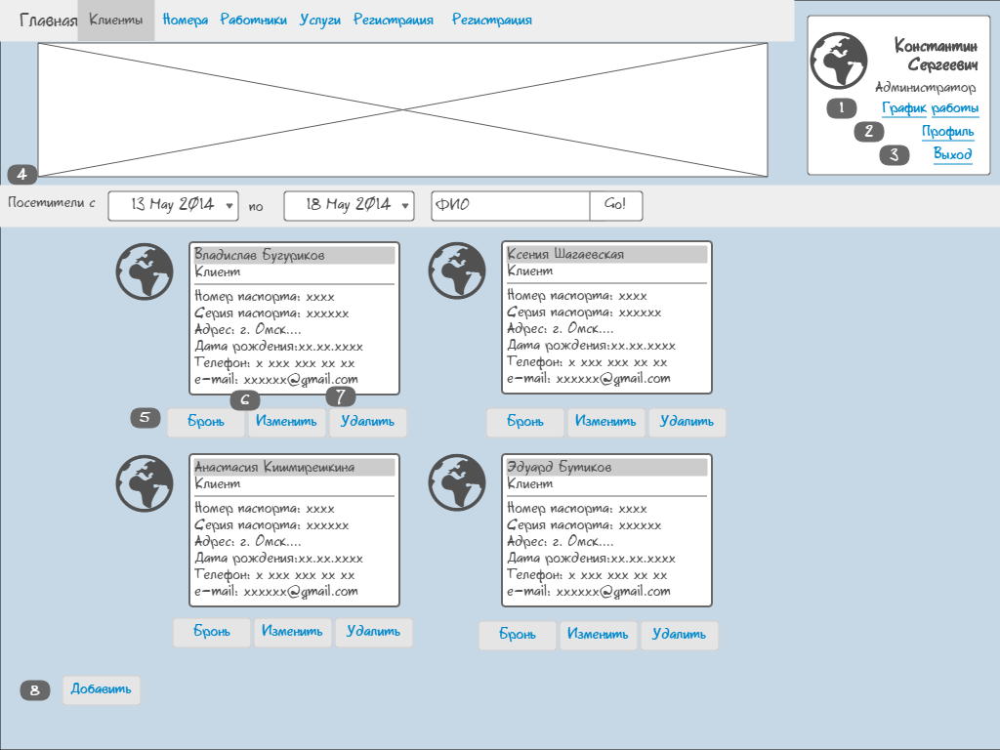 Главная Клиенты Номера Работники Услуги Регистрация Регистрация
Константин
Сергеевич
Администратор
1 График работы
2 Профиль
3 Выход
4
Посетители с 13 May 2014 по 18 May 2014 ФИО Go!
Владислав Бугуриков
Клиент
Номер паспорта: xxxx
Серия паспорта: xxxxxx
Адрес: г. Омск....
Дата рождения:xx.xx.xxxx
Телефон: x xxx xxx xx xx
e-mail: xxxxxx@gmail.com
Ксения Шагаевская
Клиент
Номер паспорта: xxxx
Серия паспорта: xxxxxx
Адрес: г. Омск....
Дата рождения:xx.xx.xxxx
Телефон: x xxx xxx xx xx
e-mail: xxxxxx@gmail.com
6 7
5 Бронь Изменить Удалить
Бронь Изменить Удалить
Анастасия Кишмирешкина
Клиент
Номер паспорта: xxxx
Серия паспорта: xxxxxx
Адрес: г. Омск....
Дата рождения:xx.xx.xxxx
Телефон: x xxx xxx xx xx
e-mail: xxxxxx@gmail.com
Эдуард Бутиков
Клиент
Номер паспорта: xxxx
Серия паспорта: xxxxxx
Адрес: г. Омск....
Дата рождения:xx.xx.xxxx
Телефон: x xxx xxx xx xx
e-mail: xxxxxx@gmail.com
Бронь Изменить Удалить
Бронь Изменить Удалить
8 Добавить